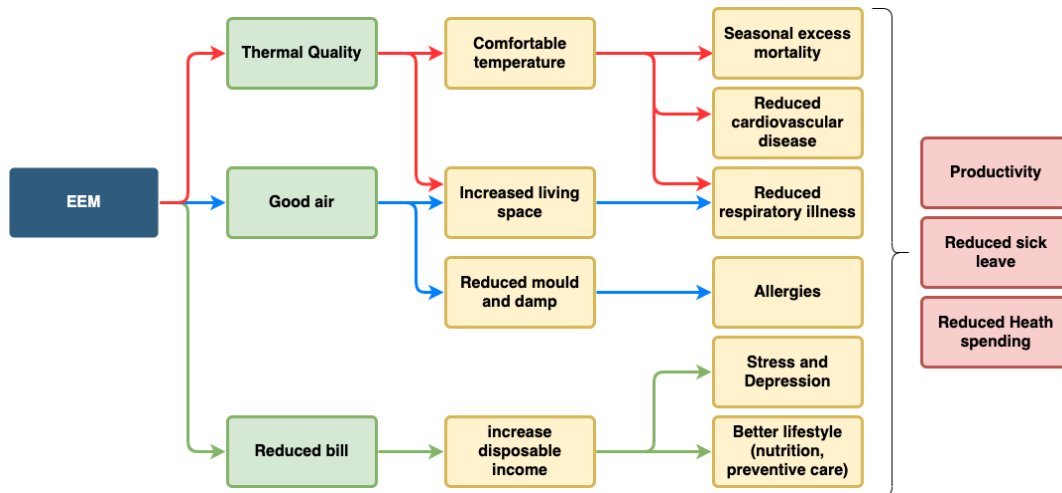 Thermal Quality
Comfortable
temperature
Seasonal excess
mortality
Reduced
cardiovascular
disease
Productivity
EEM
Good air
Increased living
space
Reduced
respiratory illness
Reduced sick
leave
Reduced mould
and damp
Allergies
Reduced Heath
spending
Stress and
Depression
Reduced bill
increase
disposable
income
Better lifestyle
(nutrition,
preventive care)